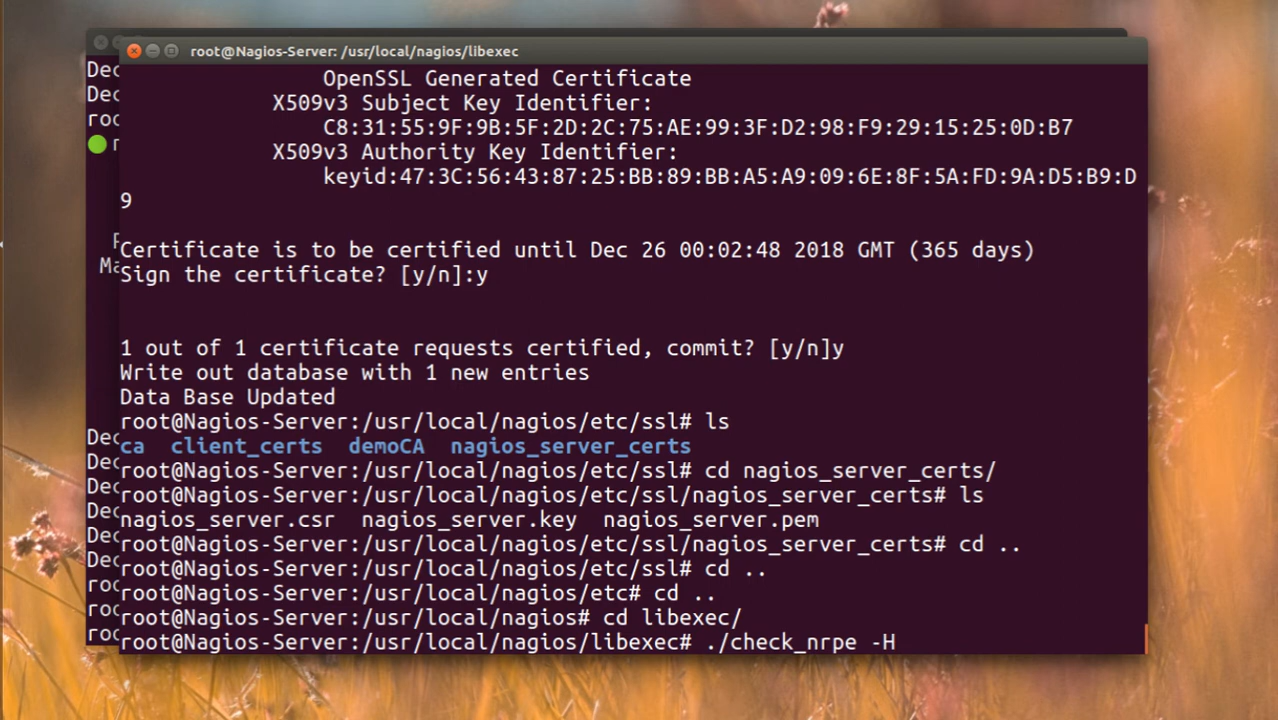 root@Nagios-Server: /usr/local/nagios/libexec
OpenSSL Generated Certificate
X509v3 Subject Key Identifier:
C8:31:55:9F:9B:5F:2D:2C:75:AE:99:3F:D2:98:F9:29:15:25:0D:B7
X509v3 Authority Key Identifier:
keyid:47:3C:56:43:87:25:BB:89:BB:A5:A9:09:6E:8F:5A:FD:9A:D5:B9:D
9
Certificate is to be certified until Dec 26 00:02:48 2018 GMT (365 days)
Sign the certificate? [y/n]:y
1 out of 1 certificate requests certified, commit? [y/n]y
Write out database with 1 new entries
Data Base Updated
root@Nagios-Server:/usr/local/nagios/etc/ssl# ls
ca client_certs demoCA nagios_server_certs
root@Nagios-Server:/usr/local/nagios/etc/ssl# cd nagios_server_certs/
root@Nagios-Server:/usr/local/nagios/etc/ssl/nagios_server_certs# ls
nagios_server.csr nagios_server.key nagios_server.pem
root@Nagios-Server:/usr/local/nagios/etc/ssl/nagios_server_certs# cd ..
root@Nagios-Server:/usr/local/nagios/etc/ssl# cd ..
root@Nagios-Server:/usr/local/nagios/etc# cd ..
root@Nagios-Server:/usr/local/nagios# cd libexec/
root@Nagios-Server:/usr/local/nagios/libexec# ./check_nrpe -H